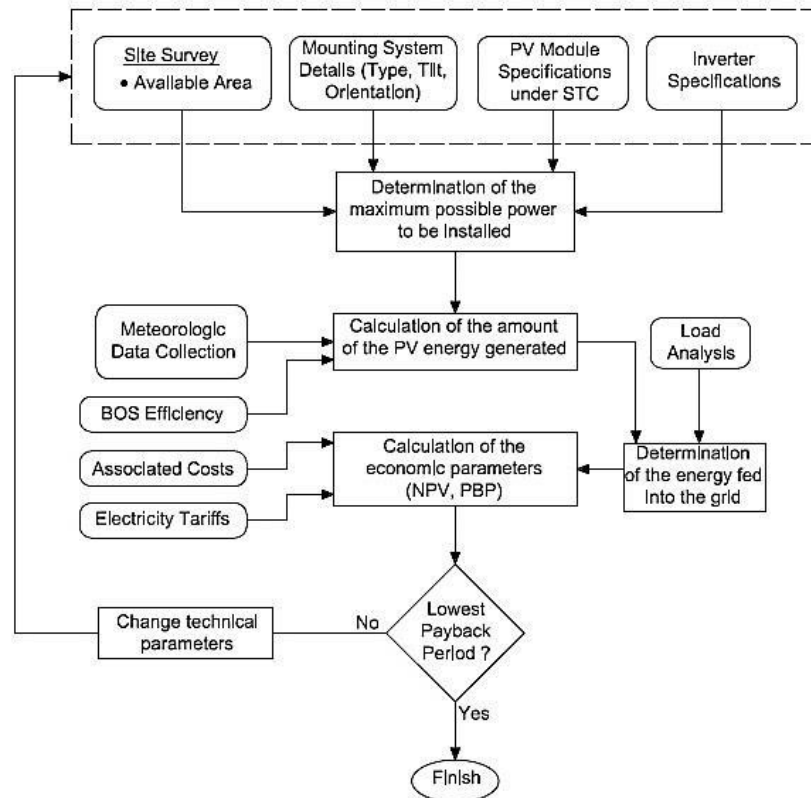 Site Survey
• Available Area
Mounting System
Details (Type, Tilt,
Orientation)
PV Module
Specifications
under STC
Inverter
Specifications
Determination of the
maximum possible power
to be Installed
Meteorologic
Data Collection
Calculation of the amount
of the PV energy generated
Load
Analysis
BOS Efficiency
Associated Costs
Calculation of the
economic parameters
(NPV, PBP)
Determination
of the energy fed
Into the grid
Electricity Tariffs
Change technical
parameters
No
Lowest
Payback
Period ?
Yes
Finish